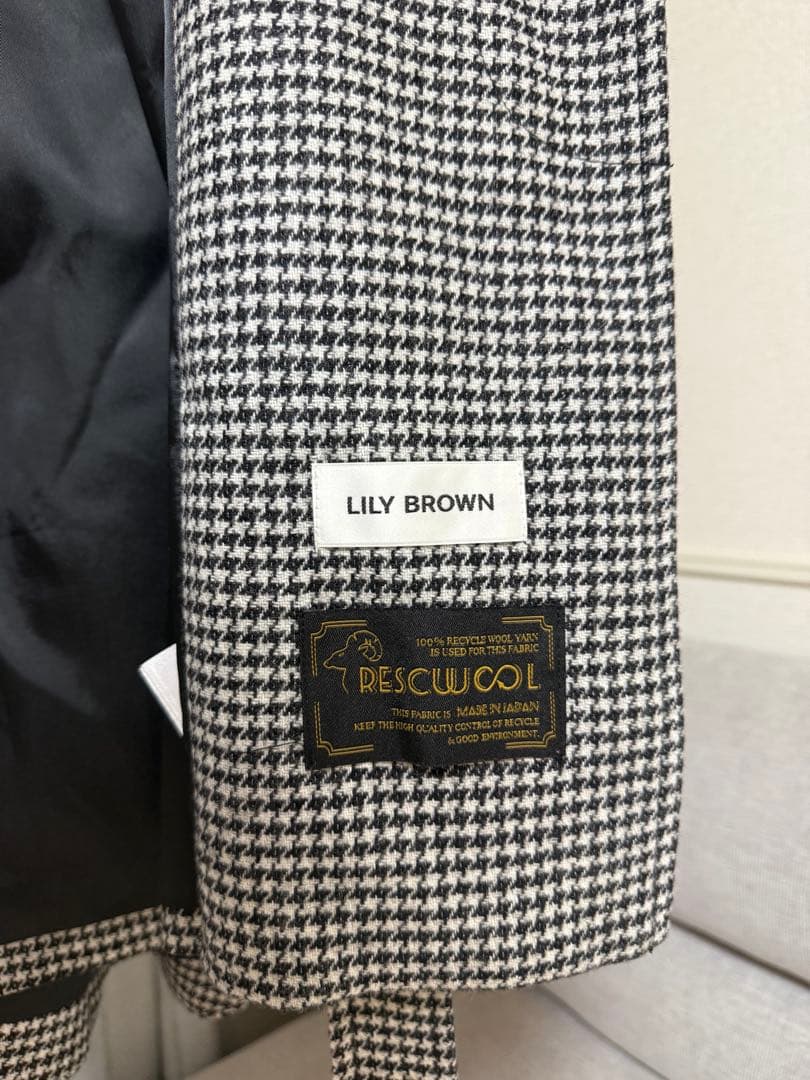 LILY BROWN
100% RECYCLE WOOL YARN
IS USED FOR THIS FABRIC
RESCUWOOL
THIS FABRIC IS MADE IN JAPAN
KEEP THE HIGH QUALITY CONTROL OF RECYCLE
& GOOD ENVIRONMENT.